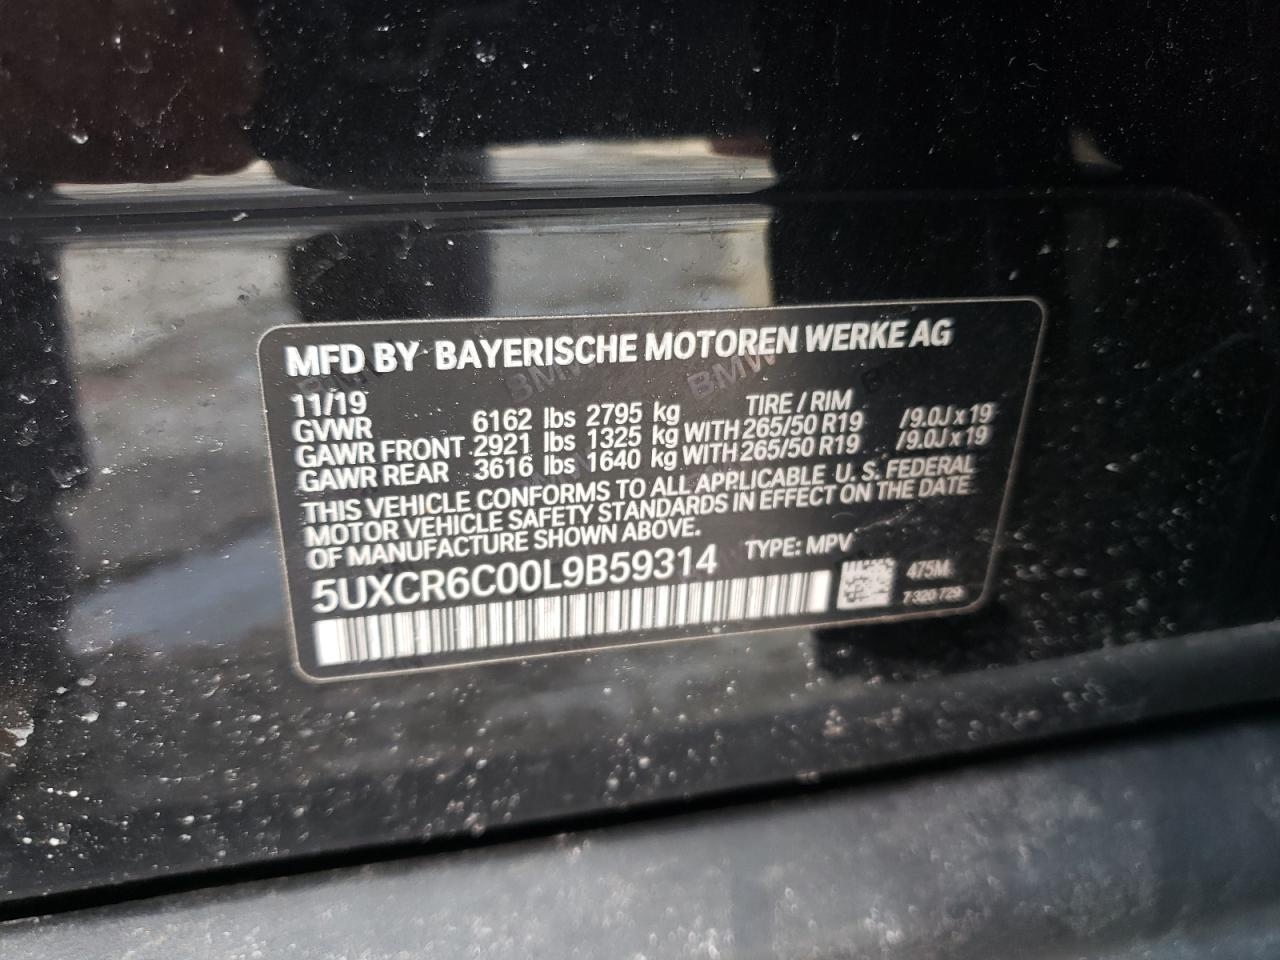 MFD BY BAYERISCHE MOTOREN WERKE AG
11/19 TIRE / RIM
GVWR 6162 lbs 2795 kg
GAWR FRONT 2921 lbs 1325 kg WITH 265/50 R19 /9.0J x 19
GAWR REAR 3616 lbs 1640 kg WITH 265/50 R19 /9.0J x 19
THIS VEHICLE CONFORMS TO ALL APPLICABLE U. S. FEDERAL
MOTOR VEHICLE SAFETY STANDARDS IN EFFECT ON THE DATE
OF MANUFACTURE SHOWN ABOVE.
5UXCR6C00L9B59314 TYPE: MPV
475M
7 320 729
BMW
BMW
BMW